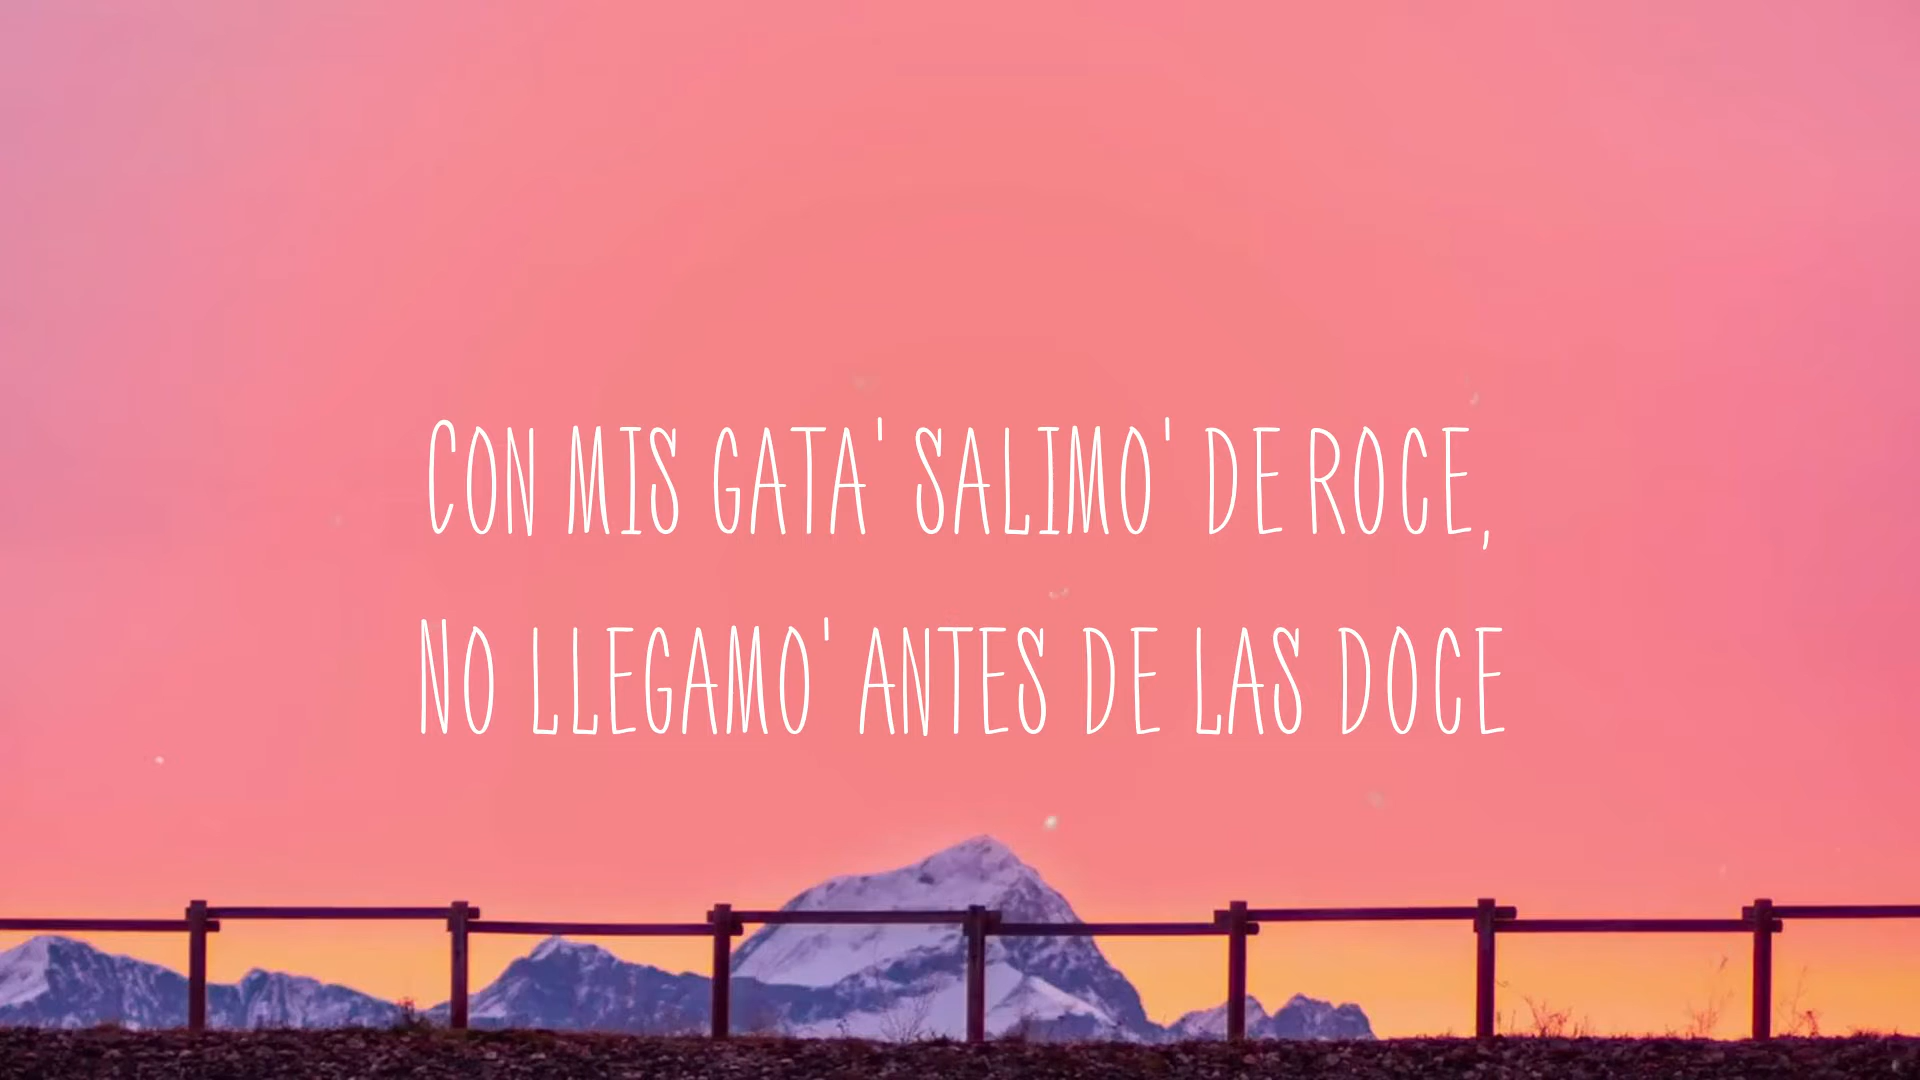 CON MIS GATA' SALIMO' DE ROCE,
NO LLEGAMO' ANTES DE LAS DOCE